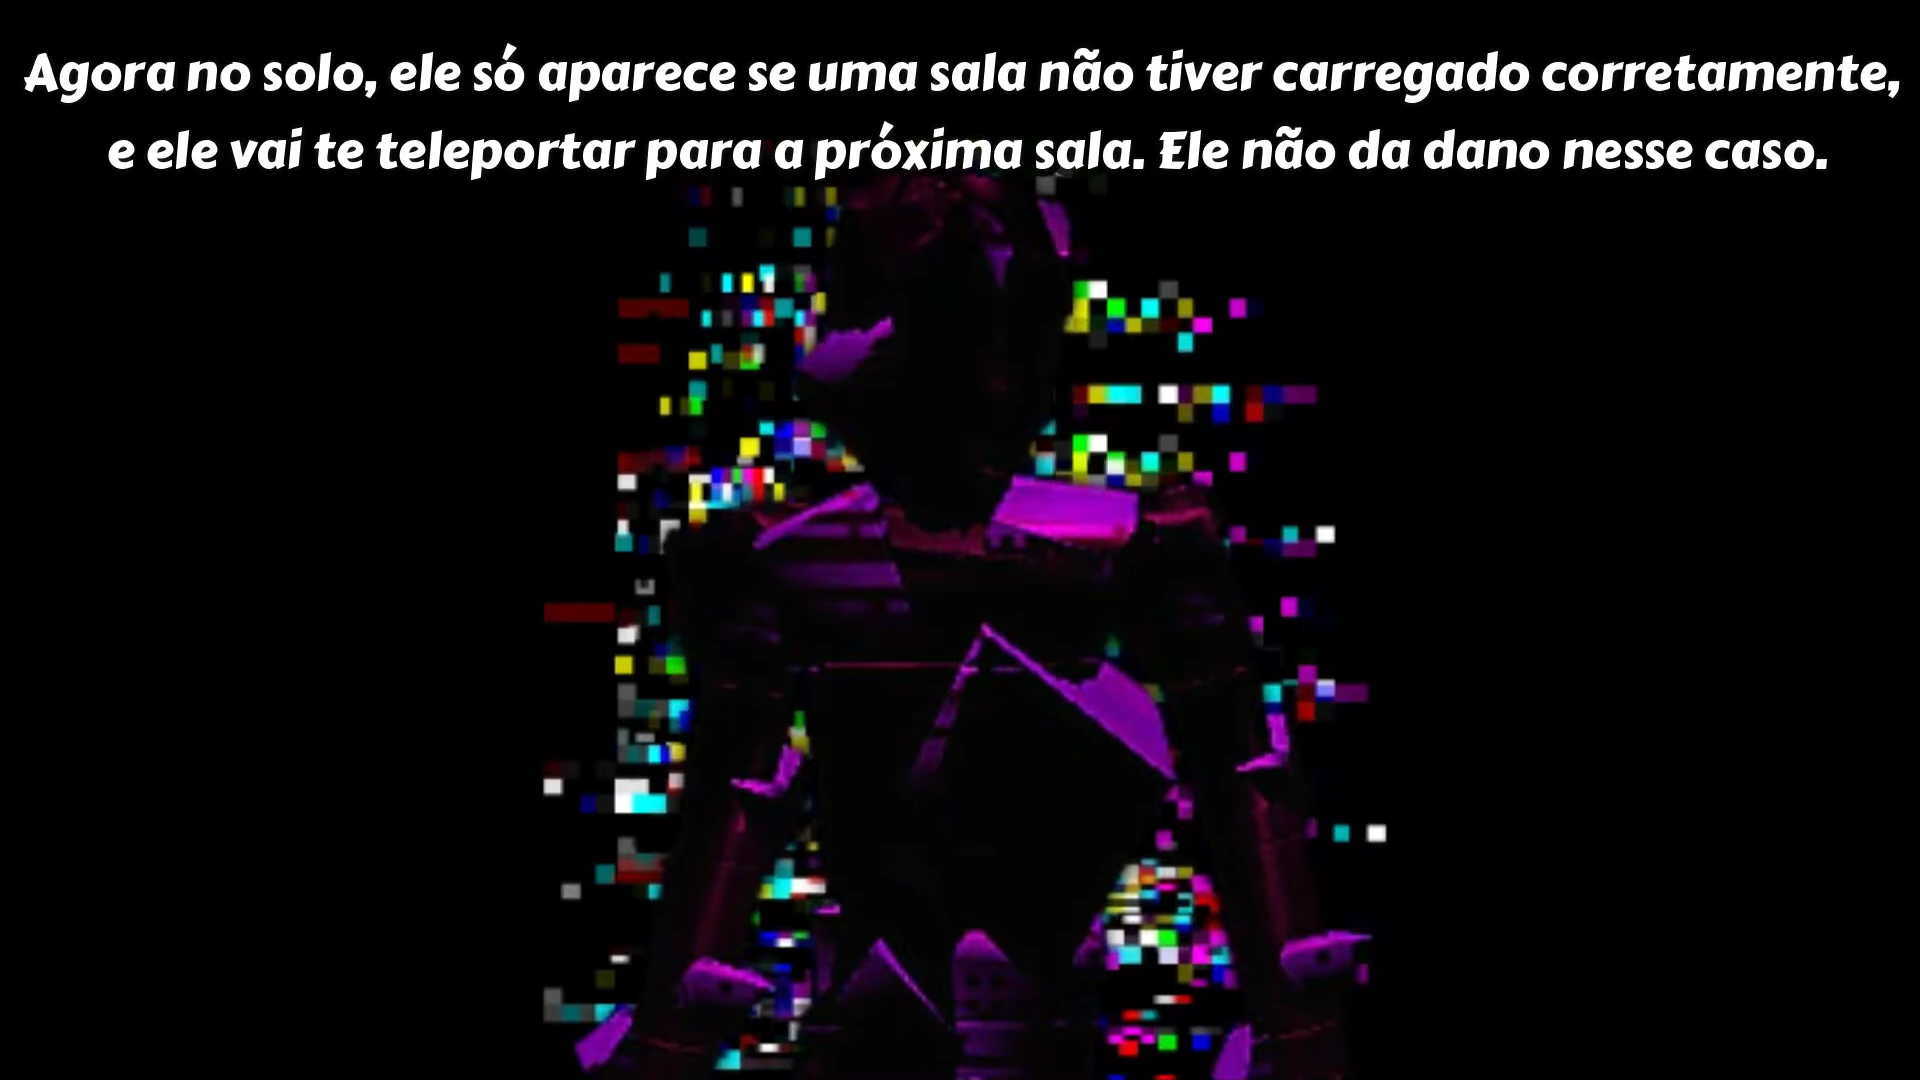 Agora no solo, ele só aparece se uma sala não tiver carregado corretamente,
e ele vai te teleportar para a próxima sala. Ele não da dano nesse caso.